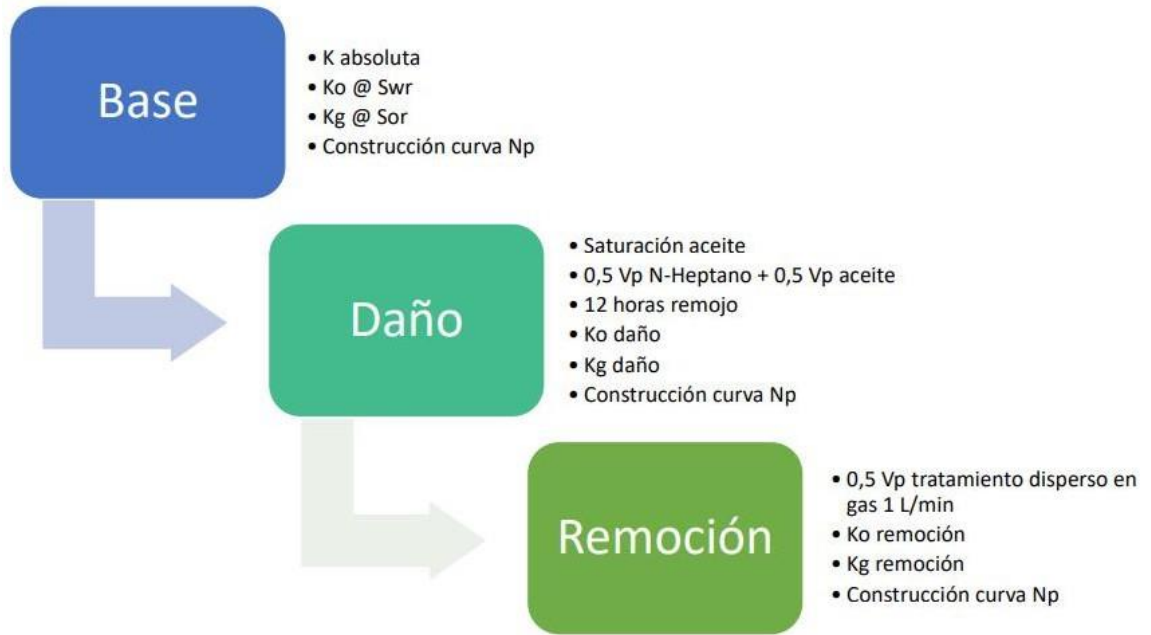 Base
• K absoluta
• Ko @ Swr
• Kg @ Sor
• Construcción curva Np
Daño
• Saturación aceite
• 0,5 Vp N-Heptano + 0,5 Vp aceite
• 12 horas remojo
• Ko daño
• Kg daño
• Construcción curva Np
Remoción
• 0,5 Vp tratamiento disperso en
gas 1 L/min
• Ko remoción
• Kg remoción
• Construcción curva Np